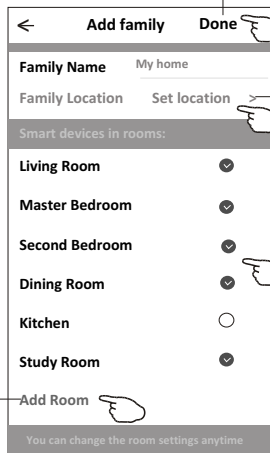 Add family Done
Family Name My home
Family Location Set location >
Smart devices in rooms:
Living Room
Master Bedroom
Second Bedroom
Dining Room
Kitchen
Study Room
Add Room
You can change the room settings anytime